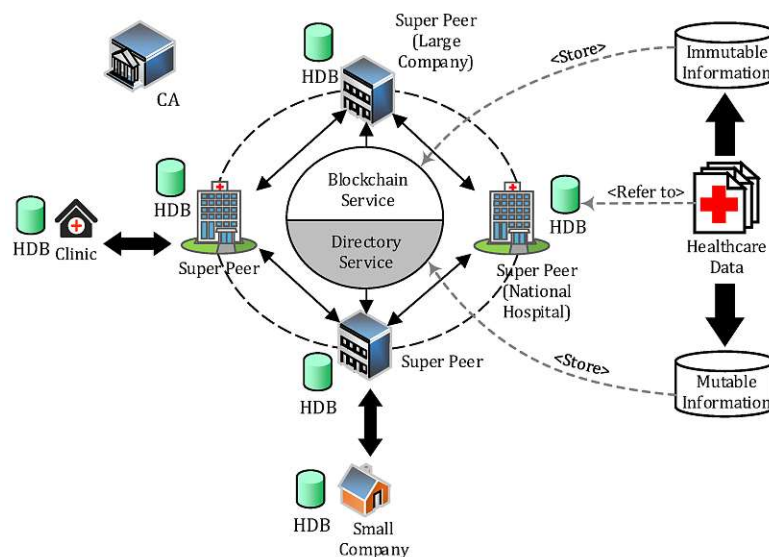 Super Peer
(Large
Company)
HDB
CA
<Store>
Immutable
Information
Blockchain
Service
Directory
Service
HDB
Super Peer
HDB
Clinic
HDB
Super Peer
(National
Hospital)
<Refer to>
Healthcare
Data
Super Peer
HDB
<Store>
Mutable
Information
HDB
Small
Company